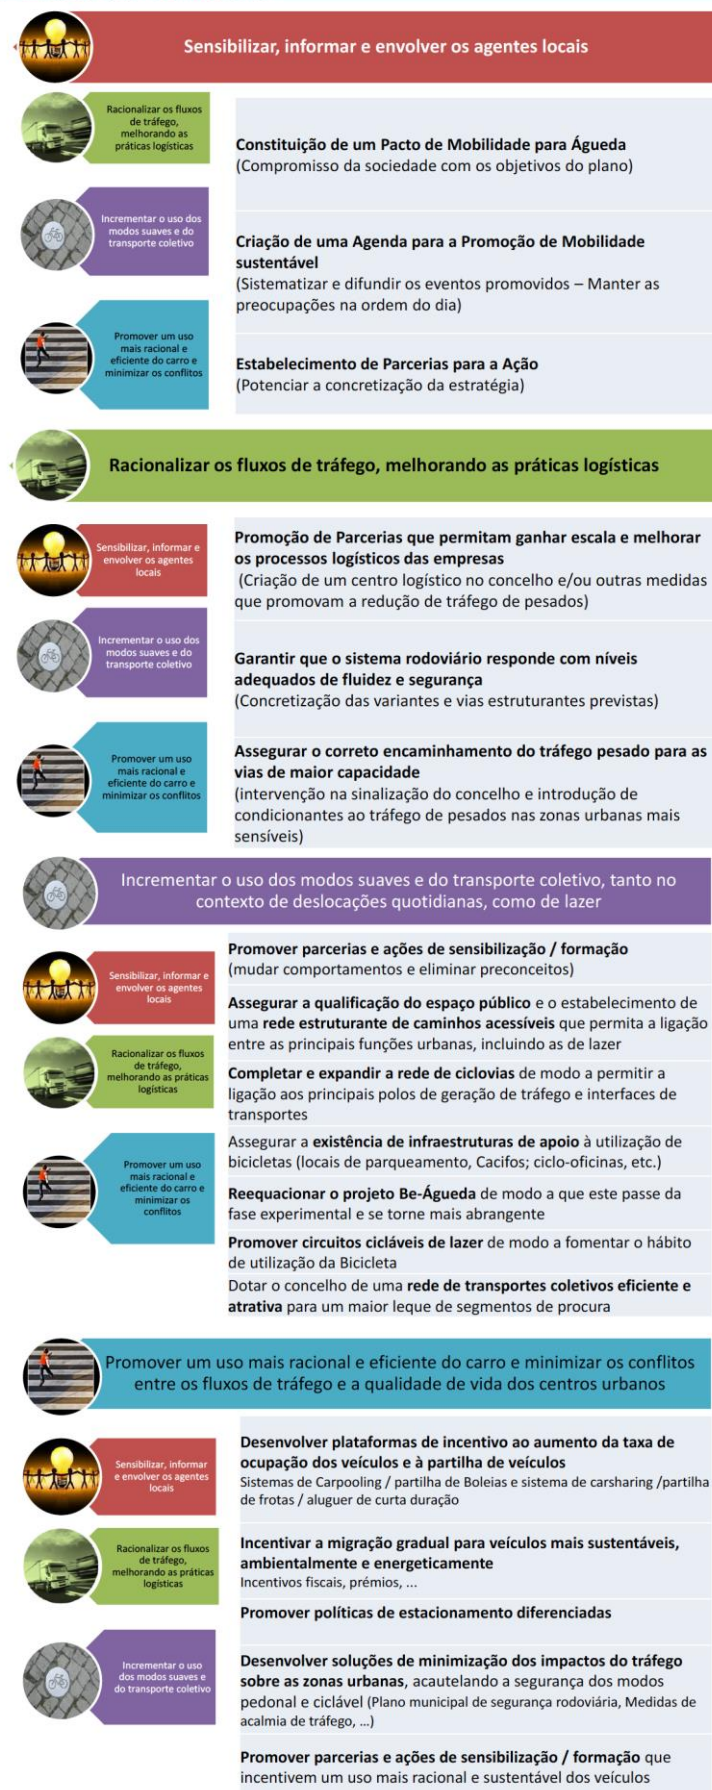 Sensibilizar, informar e envolver os agentes locais
Racionalizar os fluxos
de tráfego,
melhorando as
práticas logísticas
Incrementar o uso dos
modos suaves e do
transporte coletivo
Promover um uso
mais racional e
eficiente do carro e
minimizar os conflitos
Constituição de um Pacto de Mobilidade para Águeda
(Compromisso da sociedade com os objetivos do plano)
Criação de uma Agenda para a Promoção de Mobilidade
sustentável
(Sistematizar e difundir os eventos promovidos – Manter as
preocupações na ordem do dia)
Estabelecimento de Parcerias para a Ação
(Potenciar a concretização da estratégia)
Racionalizar os fluxos de tráfego, melhorando as práticas logísticas
Sensibilizar, informar e
envolver os agentes
locais
Incrementar o uso dos
modos suaves e do
transporte coletivo
Promover um uso
mais racional e
eficiente do carro e
minimizar os conflitos
Promoção de Parcerias que permitam ganhar escala e melhorar
os processos logísticos das empresas
(Criação de um centro logístico no concelho e/ou outras medidas
que promovam a redução de tráfego de pesados)
Garantir que o sistema rodoviário responde com níveis
adequados de fluidez e segurança
(Concretização das variantes e vias estruturantes previstas)
Assegurar o correto encaminhamento do tráfego pesado para as
vias de maior capacidade
(intervenção na sinalização do concelho e introdução de
condicionantes ao tráfego de pesados nas zonas urbanas mais
sensíveis)
Incrementar o uso dos modos suaves e do transporte coletivo, tanto no
contexto de deslocações quotidianas, como de lazer
Sensibilizar, informar e
envolver os agentes
locais
Racionalizar os fluxos
de tráfego,
melhorando as práticas
logísticas
Promover um uso
mais racional e
eficiente do carro e
minimizar os
conflitos
Promover parcerias e ações de sensibilização / formação
(mudar comportamentos e eliminar preconceitos)
Assegurar a qualificação do espaço público e o estabelecimento de
uma rede estruturante de caminhos acessíveis que permita a ligação
entre as principais funções urbanas, incluindo as de lazer
Completar e expandir a rede de ciclovias de modo a permitir a
ligação aos principais polos de geração de tráfego e interfaces de
transportes
Assegurar a existência de infraestruturas de apoio à utilização de
bicicletas (locais de parqueamento, Cacifos; ciclo-oficinas, etc.)
Reequacionar o projeto Be-Águeda de modo a que este passe da
fase experimental e se torne mais abrangente
Promover circuitos cicláveis de lazer de modo a fomentar o hábito
de utilização da Bicicleta
Dotar o concelho de uma rede de transportes coletivos eficiente e
atrativa para um maior leque de segmentos de procura
Promover um uso mais racional e eficiente do carro e minimizar os conflitos
entre os fluxos de tráfego e a qualidade de vida dos centros urbanos
Sensibilizar, informar
e envolver os agentes
locais
Racionalizar os fluxos
de tráfego,
melhorando as práticas
logísticas
Incrementar o uso
dos modos suaves e
do transporte coletivo
Desenvolver plataformas de incentivo ao aumento da taxa de
ocupação dos veículos e à partilha de veículos
Sistemas de Carpooling / partilha de Boleias e sistema de carsharing /partilha
de frotas / aluguer de curta duração
Incentivar a migração gradual para veículos mais sustentáveis,
ambientalmente e energeticamente
Incentivos fiscais, prémios, ...
Promover políticas de estacionamento diferenciadas
Desenvolver soluções de minimização dos impactos do tráfego
sobre as zonas urbanas, acautelando a segurança dos modos
pedonal e ciclável (Plano municipal de segurança rodoviária, Medidas de
acalmia de tráfego, …)
Promover parcerias e ações de sensibilização / formação que
incentivem um uso mais racional e sustentável dos veículos